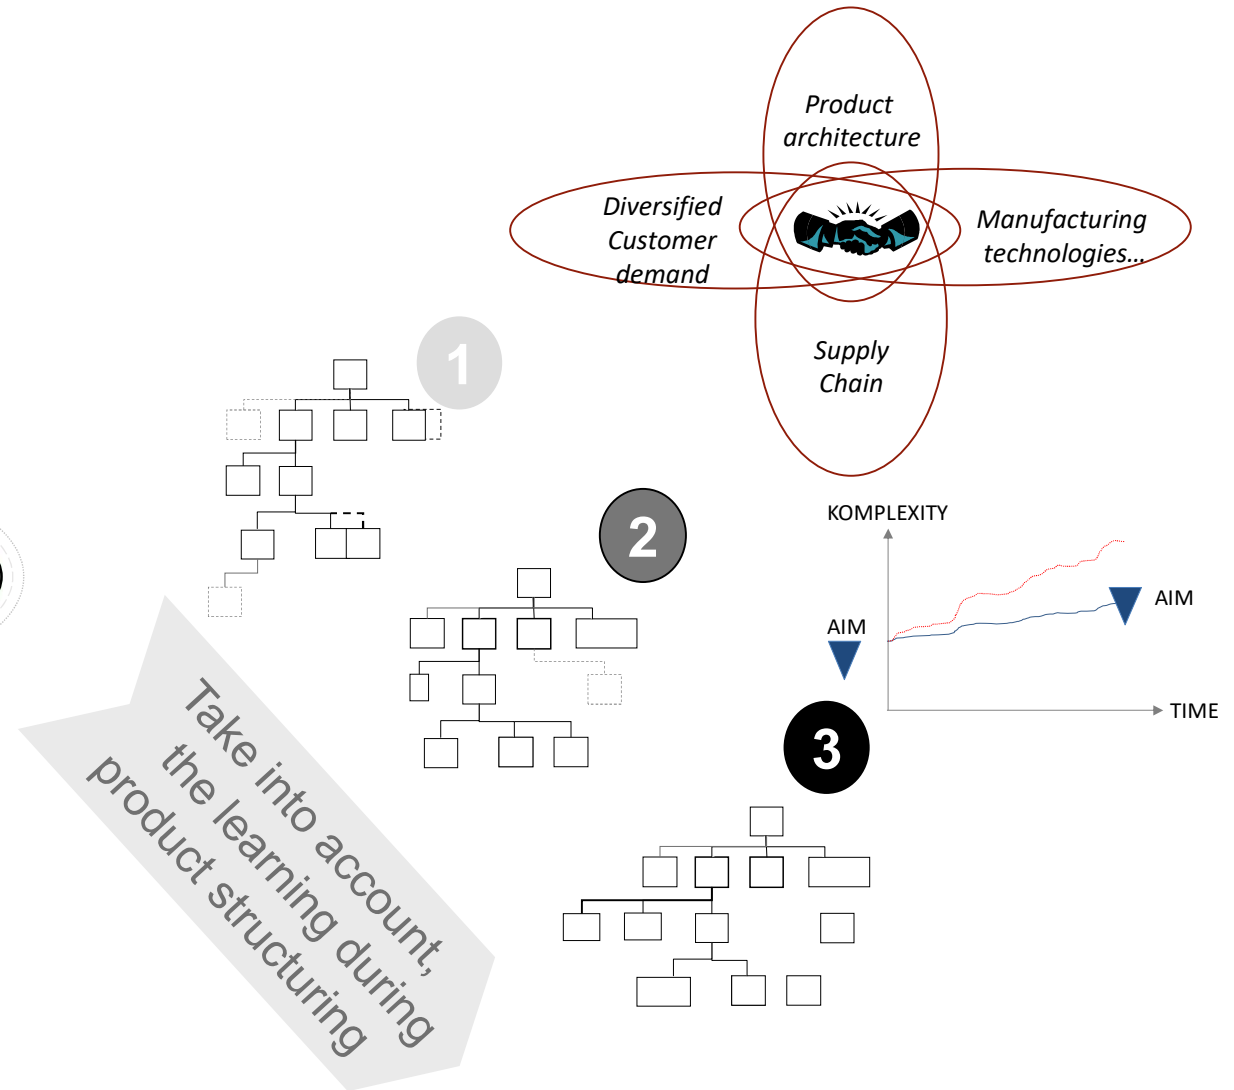 Product
architecture
Diversified
Customer
demand
Manufacturing
technologies...
Supply
Chain
1
2
KOMPLEXITY
AIM
AIM
TIME
3
Take into account,
the learning during
product structuring